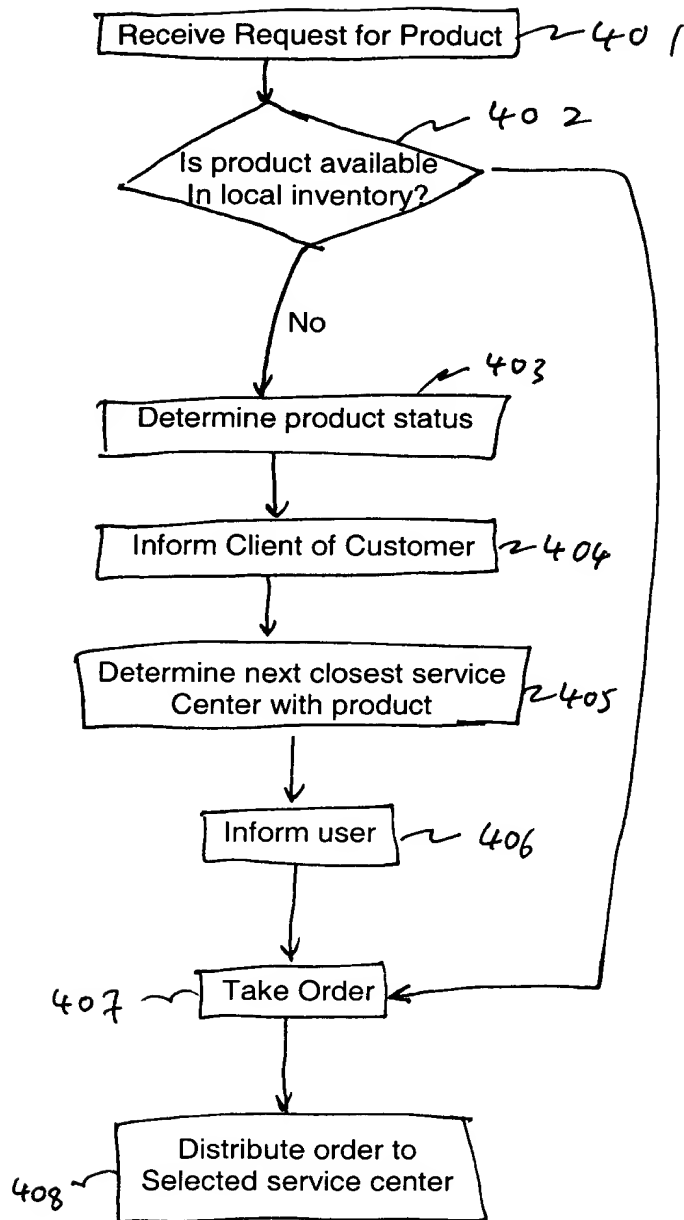 Receive Request for Product 401
402
Is product available
In local inventory?
No
403
Determine product status
Inform Client of Customer 404
Determine next closest service
Center with product 405
Inform user 406
407 Take Order
Distribute order to
408 Selected service center